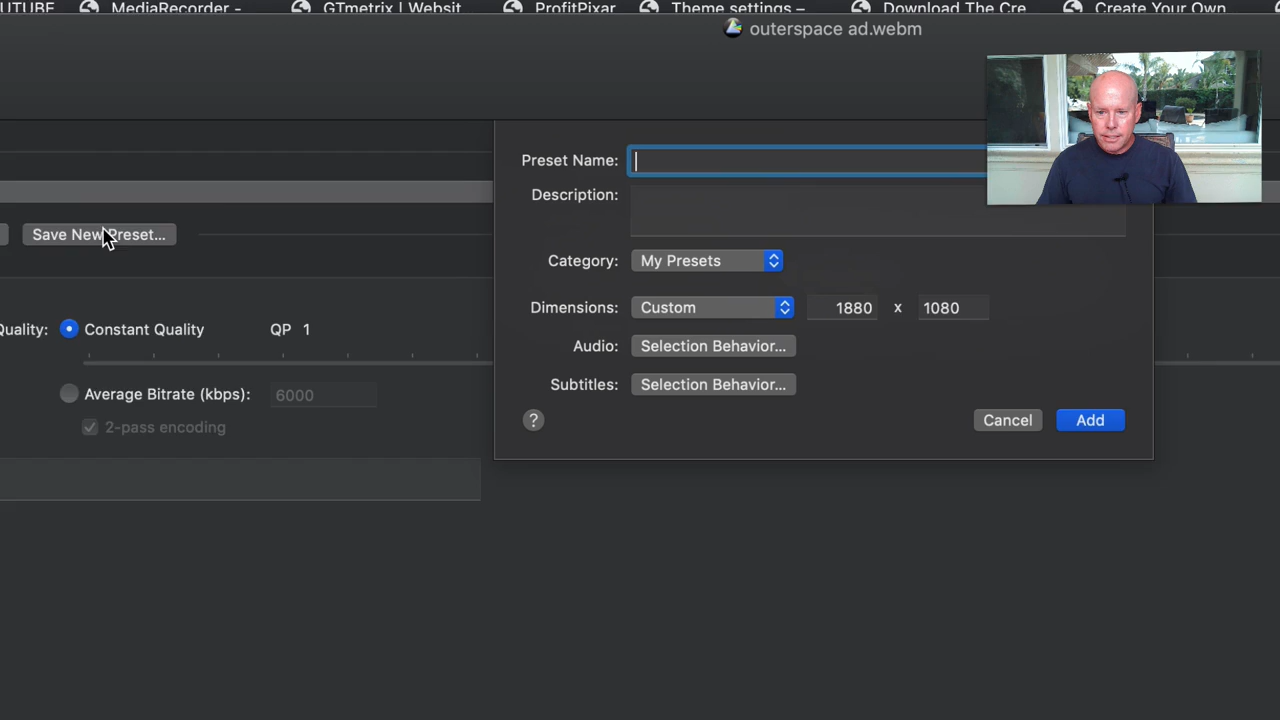 UTUBE MediaRecorder - GTmetrix | Websit ProfitPixar Theme settings – Download The Cre Create Your Own
outerspace ad.webm
Preset Name:
Description:
Save New Preset...
Category: My Presets
Dimensions: Custom 1880 x 1080
Quality: Constant Quality QP 1
Audio: Selection Behavior...
Subtitles: Selection Behavior...
Average Bitrate (kbps): 6000
? Cancel Add
2-pass encoding